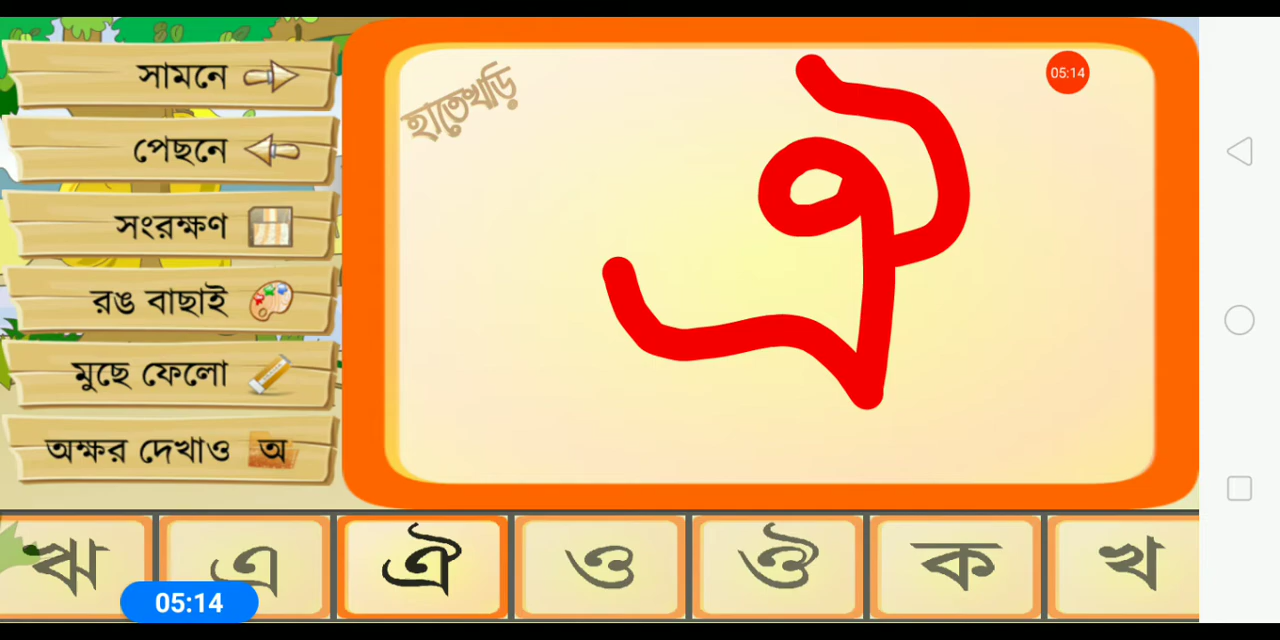 সামনে
পেছনে
সংরক্ষণ
রঙ বাছাই
মুছে ফেলো
অক্ষর দেখাও অ
হাতেখড়ি
05:14
ঐ
ঋ এ ঐ ও ঔ ক খ
05:14